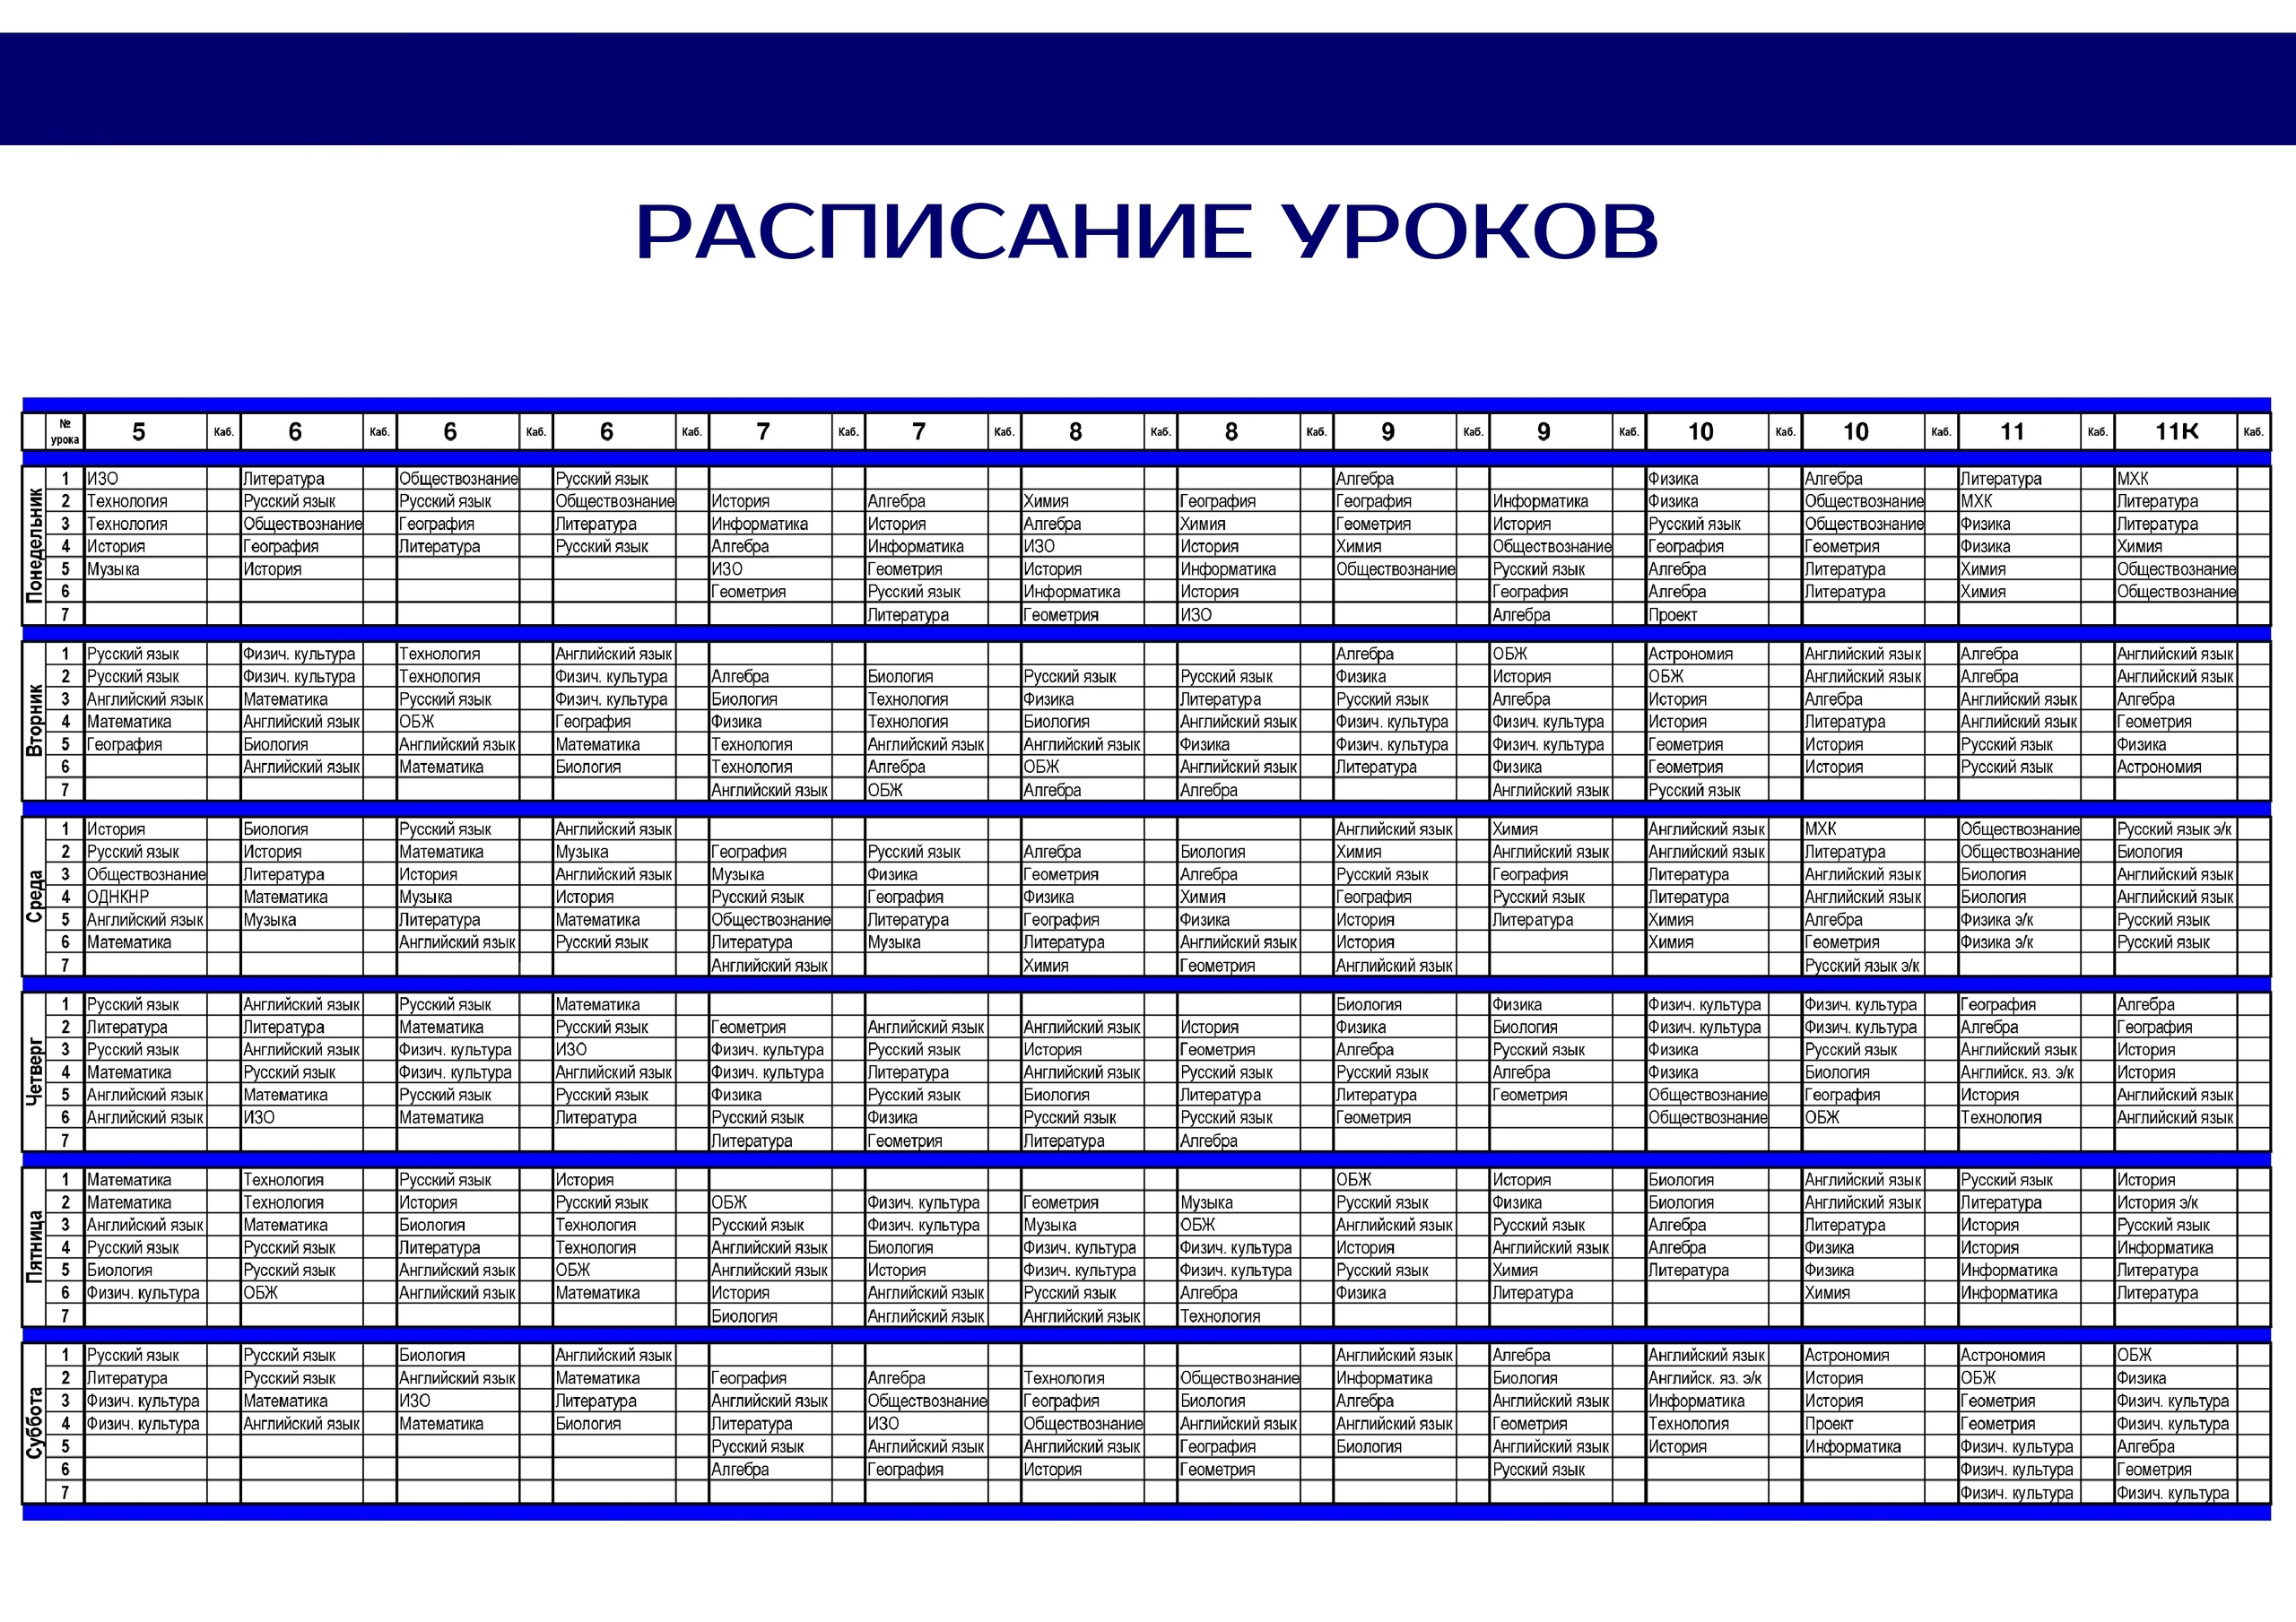 РАСПИСАНИЕ УРОКОВ
№ урока 5 Каб. 6 Каб. 6 Каб. 6 Каб. 7 Каб. 7 Каб. 8 Каб. 8 Каб. 9 Каб. 9 Каб. 10 Каб. 10 Каб. 11 Каб. 11К Каб.
Понедельник
1 ИЗО Литература Обществознание Русский язык Алгебра Физика Алгебра Литература МХК
2 Технология Русский язык Русский язык Обществознание История Алгебра Химия География География Информатика Физика Обществознание МХК Литература
3 Технология Обществознание География Литература Информатика История Алгебра Химия Геометрия История Русский язык Обществознание Физика Литература
4 История География Литература Русский язык Алгебра Информатика ИЗО История Химия Обществознание География Геометрия Физика Химия
5 Музыка История ИЗО Геометрия История Информатика Обществознание Русский язык Алгебра Литература Химия Обществознание
6 Геометрия Русский язык Информатика История География Алгебра Литература Химия Обществознание
7 Литература Геометрия ИЗО Алгебра Проект
Вторник
1 Русский язык Физич. культура Технология Английский язык Алгебра ОБЖ Астрономия Английский язык Алгебра Английский язык
2 Русский язык Физич. культура Технология Физич. культура Алгебра Биология Русский язык Русский язык Физика История ОБЖ Английский язык Алгебра Английский язык
3 Английский язык Математика Русский язык Физич. культура Биология Технология Физика Литература Русский язык Алгебра История Алгебра Английский язык Алгебра
4 Математика Английский язык ОБЖ География Физика Технология Биология Английский язык Физич. культура Физич. культура История Литература Английский язык Геометрия
5 География Биология Английский язык Математика Технология Английский язык Английский язык Физика Физич. культура Физич. культура Геометрия История Русский язык Физика
6 Английский язык Математика Биология Технология Алгебра ОБЖ Английский язык Литература Физика Геометрия История Русский язык Астрономия
7 Английский язык ОБЖ Алгебра Алгебра Английский язык Русский язык
Среда
1 История Биология Русский язык Английский язык Английский язык Химия Английский язык МХК Обществознание Русский язык э/к
2 Русский язык История Математика Музыка География Русский язык Алгебра Биология Химия Английский язык Английский язык Литература Обществознание Биология
3 Обществознание Литература История Английский язык Музыка Физика Геометрия Алгебра Русский язык География Литература Английский язык Биология Английский язык
4 ОДНКНР Математика Музыка История Русский язык География Физика Химия География Русский язык Литература Английский язык Биология Английский язык
5 Английский язык Музыка Литература Математика Обществознание Литература География Физика История Литература Химия Алгебра Физика э/к Русский язык
6 Математика Английский язык Русский язык Литература Музыка Литература Английский язык История Химия Геометрия Физика э/к Русский язык
7 Английский язык Химия Геометрия Английский язык Русский язык э/к
Четверг
1 Русский язык Английский язык Русский язык Математика Биология Физика Физич. культура Физич. культура География Алгебра
2 Литература Литература Математика Русский язык Геометрия Английский язык Английский язык История Физика Биология Физич. культура Физич. культура Алгебра География
3 Русский язык Английский язык Физич. культура ИЗО Физич. культура Русский язык История Геометрия Алгебра Русский язык Физика Русский язык Английский язык История
4 Математика Русский язык Физич. культура Английский язык Физич. культура Литература Английский язык Русский язык Русский язык Алгебра Физика Биология Английск. яз. э/к История
5 Английский язык Математика Русский язык Русский язык Физика Русский язык Биология Литература Литература Геометрия Обществознание География История Английский язык
6 Английский язык ИЗО Математика Литература Русский язык Физика Русский язык Русский язык Геометрия Обществознание ОБЖ Технология Английский язык
7 Литература Геометрия Литература Алгебра
Пятница
1 Математика Технология Русский язык История ОБЖ История Биология Английский язык Русский язык История
2 Математика Технология История Русский язык ОБЖ Физич. культура Геометрия Музыка Русский язык Физика Биология Английский язык Литература История э/к
3 Английский язык Математика Биология Технология Русский язык Физич. культура Музыка ОБЖ Английский язык Русский язык Алгебра Литература История Русский язык
4 Русский язык Русский язык Литература Технология Английский язык Биология Физич. культура Физич. культура История Английский язык Алгебра Физика История Информатика
5 Биология Русский язык Английский язык ОБЖ Английский язык История Физич. культура Физич. культура Русский язык Химия Литература Физика Информатика Литература
6 Физич. культура ОБЖ Английский язык Математика История Английский язык Русский язык Алгебра Физика Литература Химия Информатика Литература
7 Биология Английский язык Английский язык Технология
Суббота
1 Русский язык Русский язык Биология Английский язык Английский язык Алгебра Английский язык Астрономия Астрономия ОБЖ
2 Литература Русский язык Английский язык Математика География Алгебра Технология Обществознание Информатика Биология Английск. яз. э/к История ОБЖ Физика
3 Физич. культура Математика ИЗО Литература Английский язык Обществознание География Биология Алгебра Английский язык Информатика История Геометрия Физич. культура
4 Физич. культура Английский язык Математика Биология Литература ИЗО Обществознание Английский язык Английский язык Геометрия Технология Проект Геометрия Физич. культура
5 Русский язык Английский язык Английский язык География Биология Английский язык История Информатика Физич. культура Алгебра
6 Алгебра География История Геометрия Русский язык Физич. культура Геометрия
7 Физич. культура Физич. культура